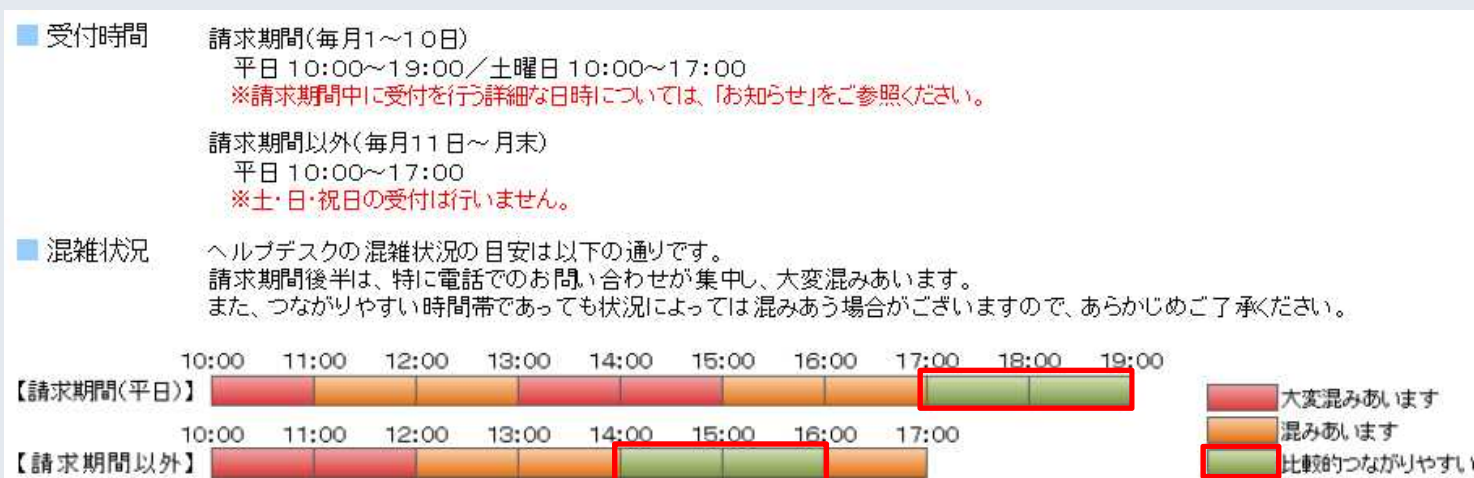 受付時間
請求期間(毎月1～10日)
平日 10:00～19:00／土曜日 10:00～17:00
※請求期間中に受付を行う詳細な日時については、「お知らせ」をご参照ください。
請求期間以外(毎月11日～月末)
平日 10:00～17:00
※土・日・祝日の受付は行いません。
混雑状況
ヘルプデスクの混雑状況の目安は以下の通りです。
請求期間後半は、特に電話でのお問い合わせが集中し、大変混みあいます。
また、つながりやすい時間帯であっても状況によっては混みあう場合がございますので、あらかじめご了承ください。
10:00 11:00 12:00 13:00 14:00 15:00 16:00 17:00 18:00 19:00
【請求期間(平日)】
10:00 11:00 12:00 13:00 14:00 15:00 16:00 17:00
【請求期間以外】
大変混みあいます
混みあいます
比較的つながりやすい